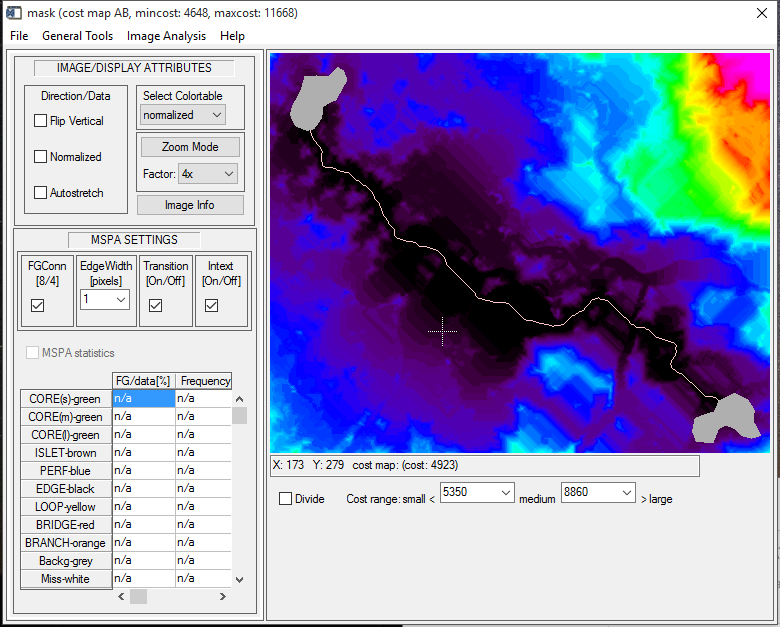 mask (cost map AB, mincost: 4648, maxcost: 11668)
File General Tools Image Analysis Help
IMAGE/DISPLAY ATTRIBUTES
Direction/Data
Flip Vertical
Normalized
Autostretch
Select Colortable
normalized
Zoom Mode
Factor: 4x
Image Info
MSPA SETTINGS
FGConn
[8/4]
EdgeWidth
[pixels]
1
Transition
[On/Off]
Intext
[On/Off]
MSPA statistics
FG/data[%] Frequency
CORE(s)-green n/a n/a
CORE(m)-green n/a n/a
CORE(l)-green n/a n/a
ISLET-brown n/a n/a
PERF-blue n/a n/a
EDGE-black n/a n/a
LOOP-yellow n/a n/a
BRIDGE-red n/a n/a
BRANCH-orange n/a n/a
Backg-grey n/a n/a
Miss-white n/a n/a
X: 173 Y: 279 cost map: (cost: 4923)
Divide Cost range: small < 5350 medium 8860 > large